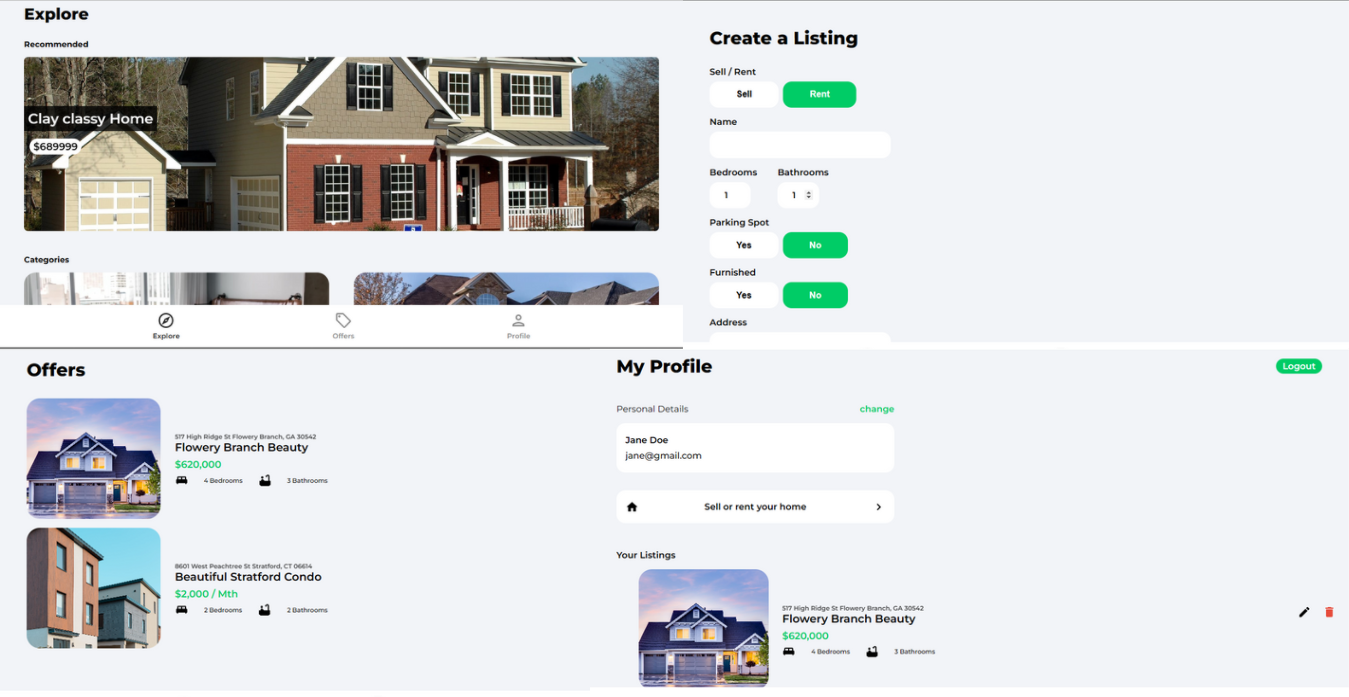 Explore
Recommended
Clay classy Home
$689999
Categories
Explore
Offers
Profile
Create a Listing
Sell / Rent
Sell Rent
Name
Bedrooms Bathrooms
1 1
Parking Spot
Yes No
Furnished
Yes No
Address
Offers
517 High Ridge St Flowery Branch, GA 30542
Flowery Branch Beauty
$620,000
4 Bedrooms 3 Bathrooms
8601 West Peachtree St Stratford, CT 06614
Beautiful Stratford Condo
$2,000 / Mth
2 Bedrooms 2 Bathrooms
My Profile
Logout
Personal Details change
Jane Doe
jane@gmail.com
Sell or rent your home
Your Listings
517 High Ridge St Flowery Branch, GA 30542
Flowery Branch Beauty
$620,000
4 Bedrooms 3 Bathrooms